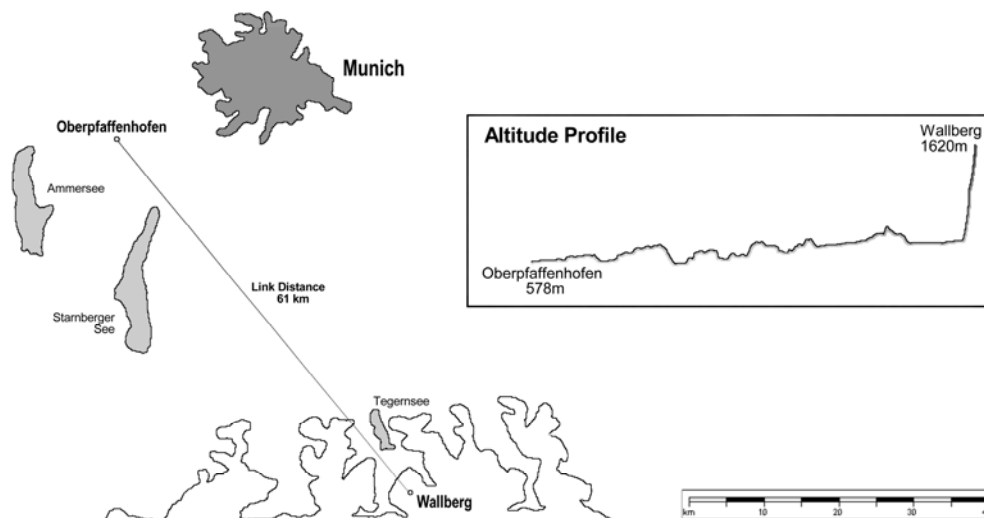 Munich
Oberpfaffenhofen
Ammersee
Starnberger
See
Link Distance
61 km
Tegernsee
Wallberg
Altitude Profile
Wallberg
1620m
Oberpfaffenhofen
578m
km 10 20 30